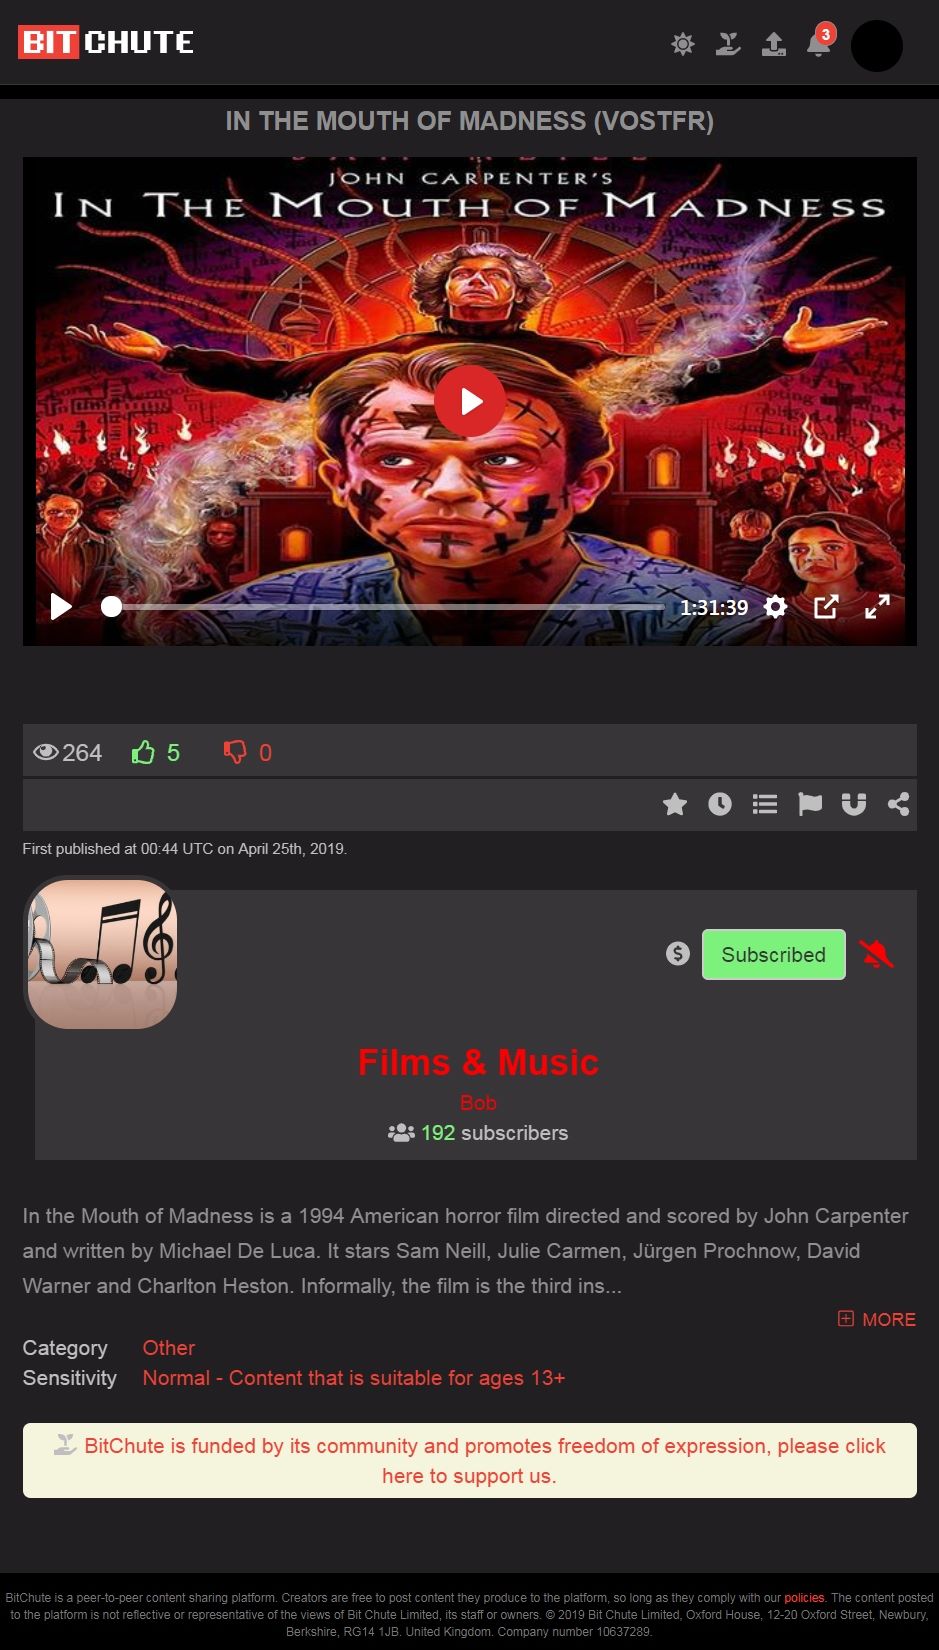 BIT CHUTE
3
IN THE MOUTH OF MADNESS (VOSTFR)
JOHN CARPENTER'S
IN THE MOUTH OF MADNESS
1:31:39
264 5 0
First published at 00:44 UTC on April 25th, 2019.
Subscribed
Films & Music
Bob
192 subscribers
In the Mouth of Madness is a 1994 American horror film directed and scored by John Carpenter
and written by Michael De Luca. It stars Sam Neill, Julie Carmen, Jürgen Prochnow, David
Warner and Charlton Heston. Informally, the film is the third ins...
MORE
Category Other
Sensitivity Normal - Content that is suitable for ages 13+
BitChute is funded by its community and promotes freedom of expression, please click
here to support us.
BitChute is a peer-to-peer content sharing platform. Creators are free to post content they produce to the platform, so long as they comply with our policies. The content posted
to the platform is not reflective or representative of the views of Bit Chute Limited, its staff or owners. © 2019 Bit Chute Limited, Oxford House, 12-20 Oxford Street, Newbury,
Berkshire, RG14 1JB. United Kingdom. Company number 10637289.